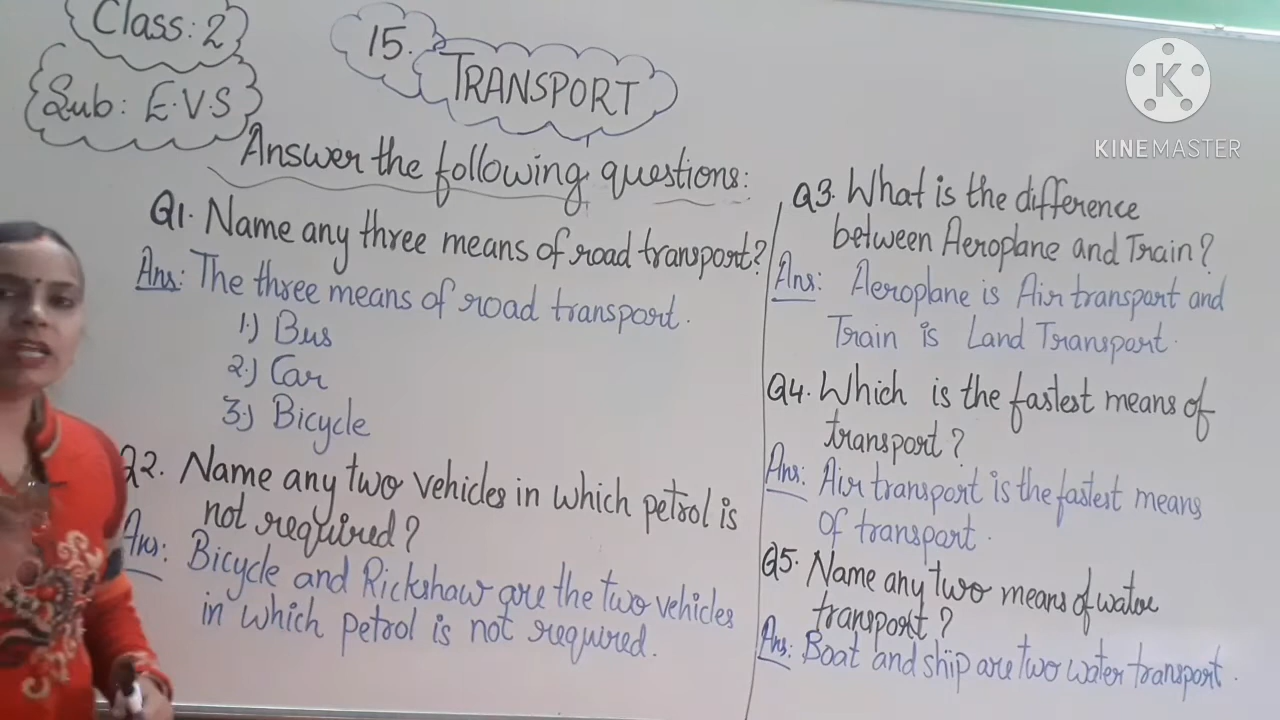 Class: 2
Sub: E.V.S
15.
TRANSPORT
Answer the following questions:
Q1. Name any three means of road transport?
Ans: The three means of road transport.
1.) Bus
2.) Car
3.) Bicycle
Q2. Name any two vehicles in which petrol is
not required?
Ans: Bicycle and Rickshaw are the two vehicles
in which petrol is not required.
Q3. What is the difference
between Aeroplane and Train?
Ans: Aeroplane is Air transport and
Train is Land Transport.
Q4. Which is the fastest means of
transport?
Ans: Air transport is the fastest means
of transport.
Q5. Name any two means of water
transport?
Ans: Boat and ship are two water transport.
K
KINEMASTER